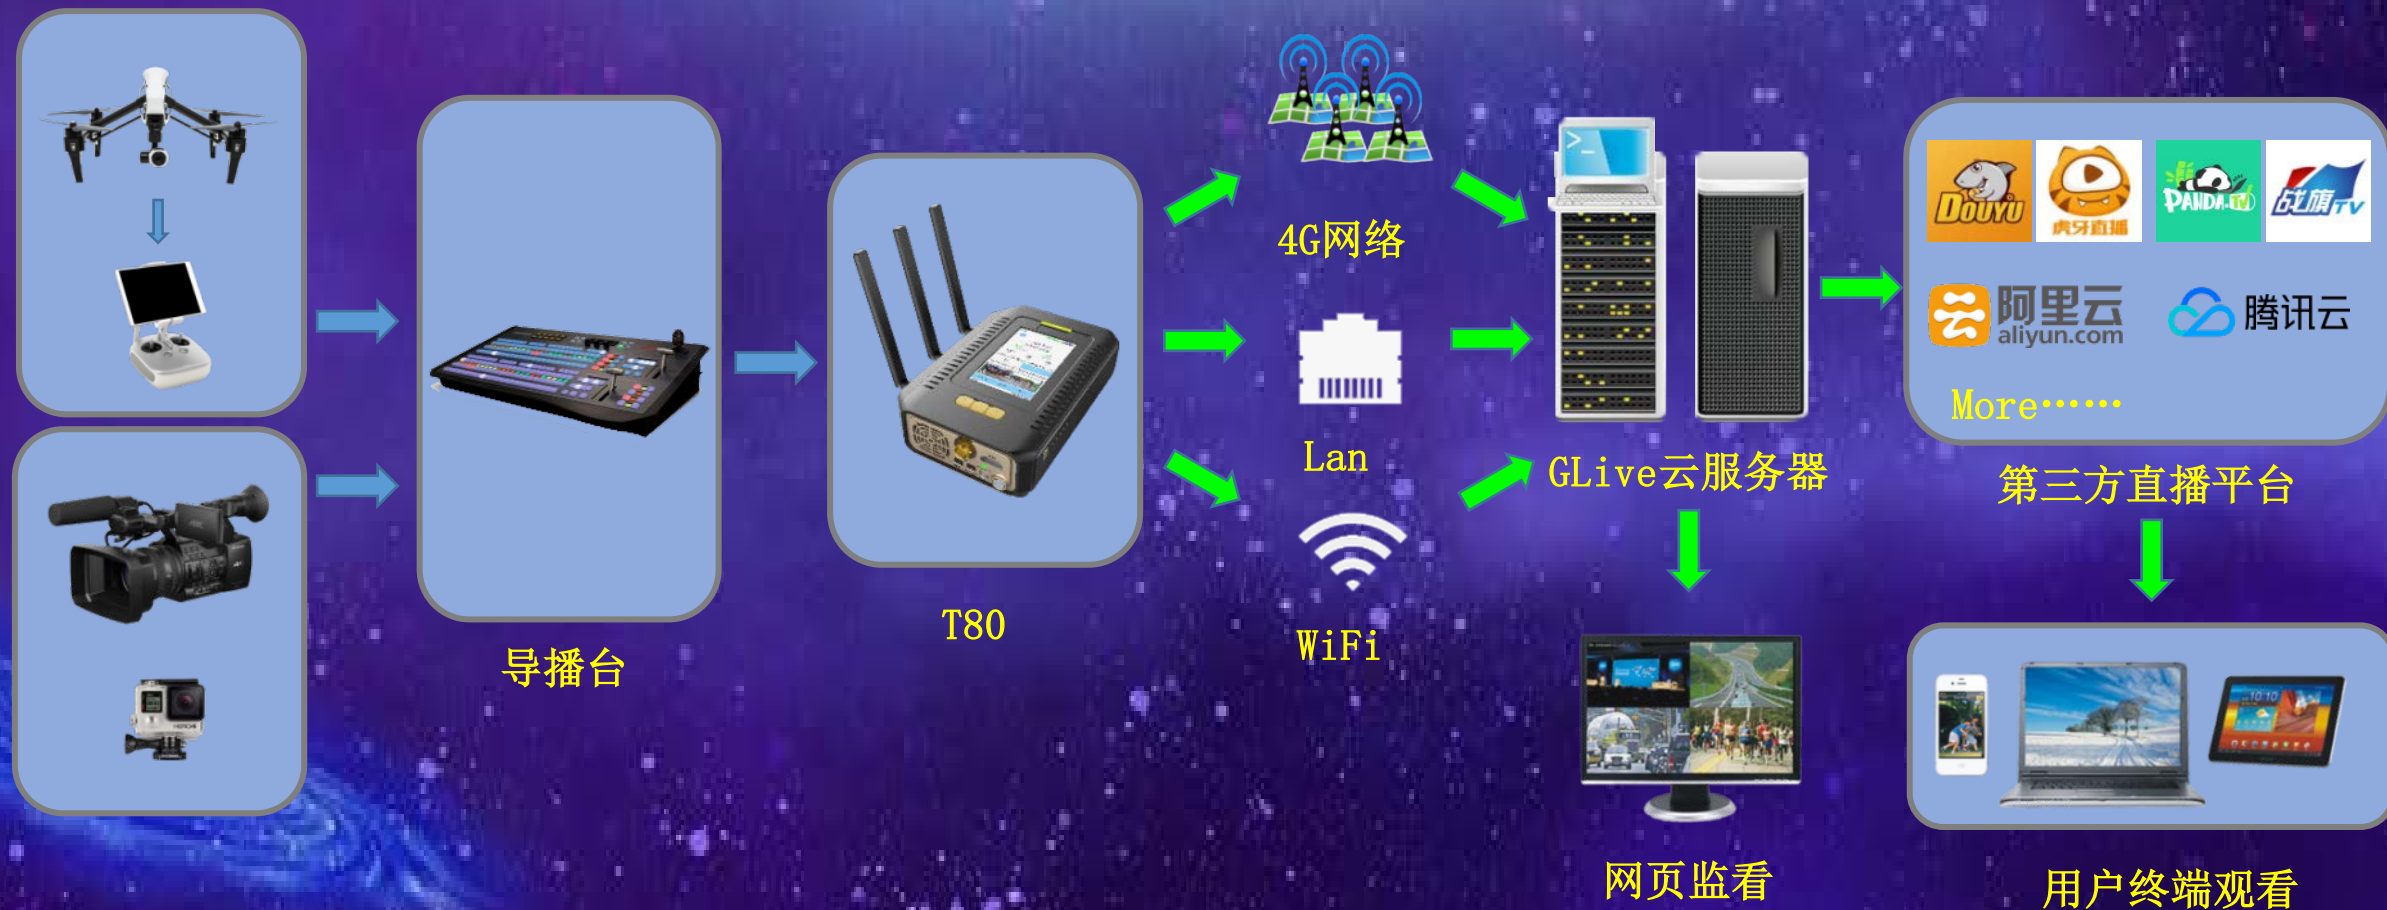 4G网络
Lan
WiFi
导播台
T80
GLive云服务器
DOUYU
虎牙直播
PANDA.TV
战旗TV
阿里云
aliyun.com
腾讯云
More……
第三方直播平台
10:10
网页监看
用户终端观看